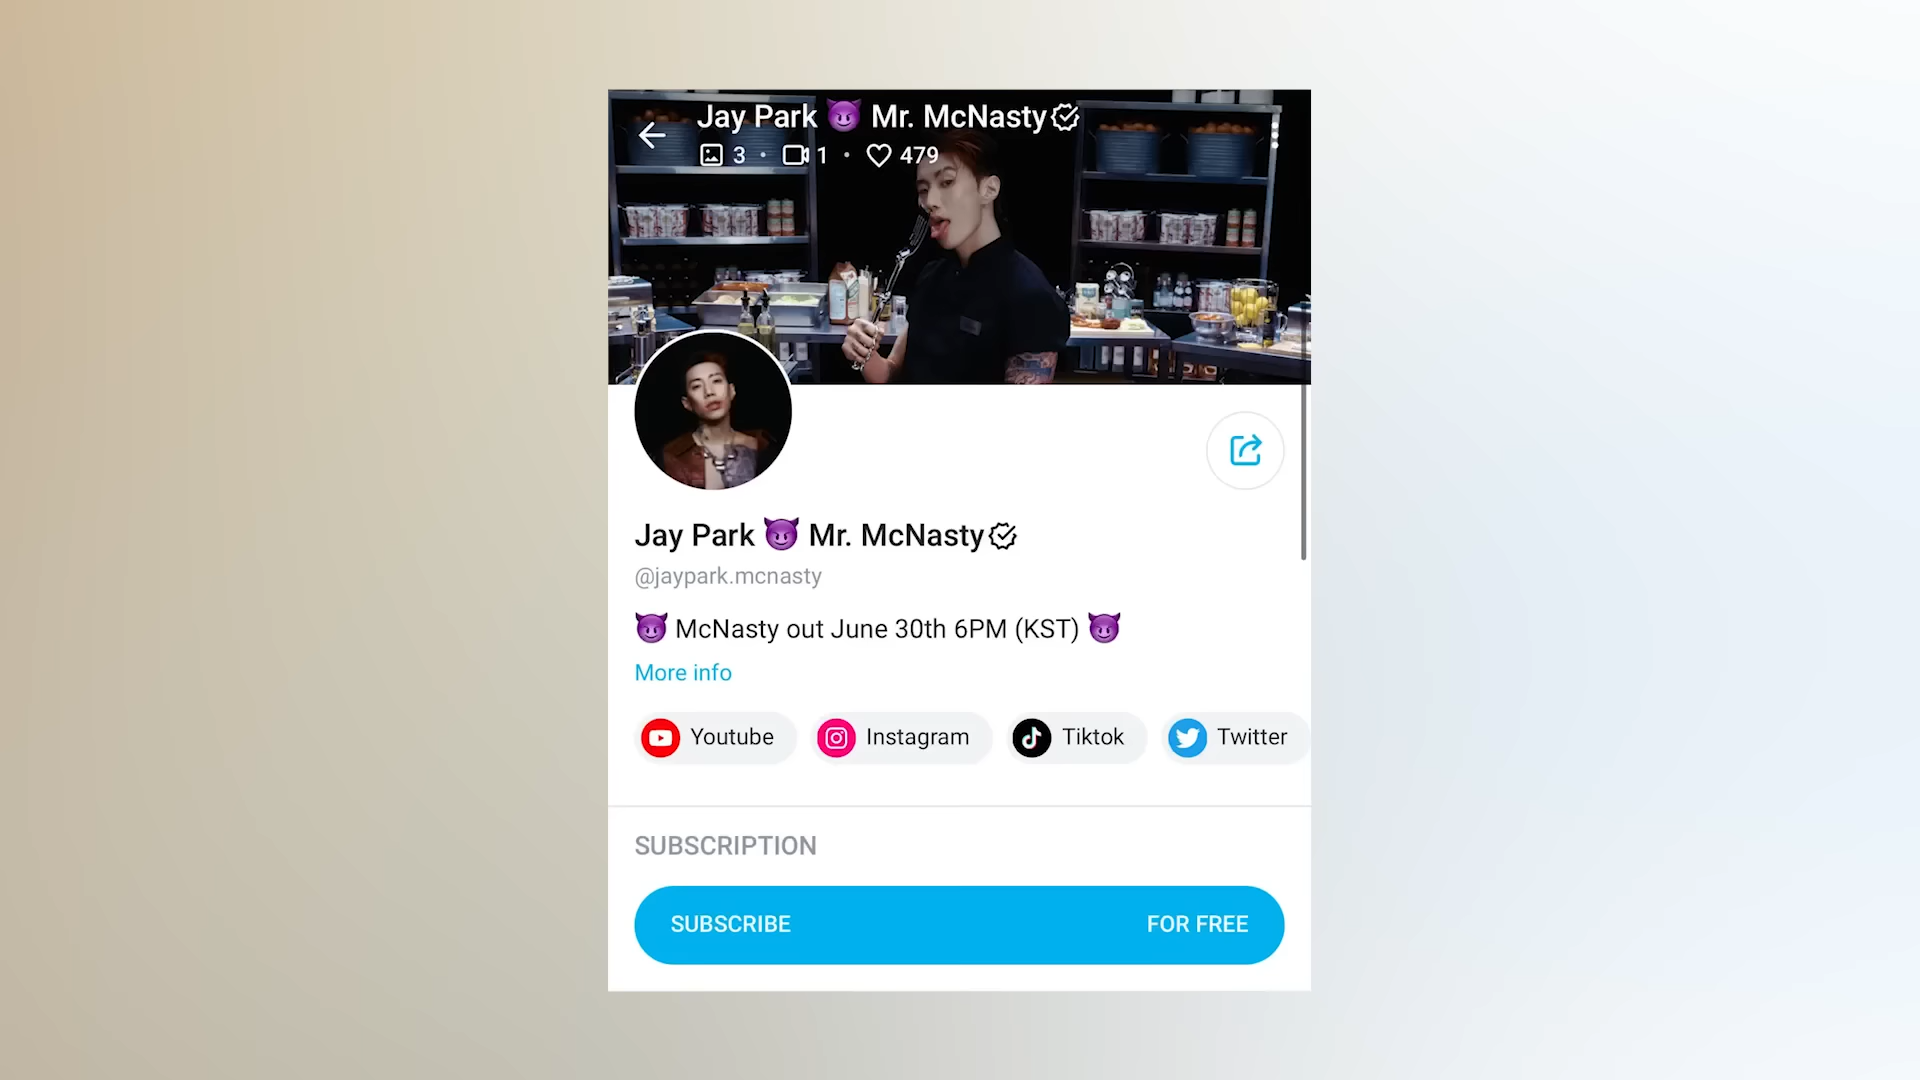 Jay Park 😈 Mr. McNasty
3 • 1 • 479
Jay Park 😈 Mr. McNasty
@jaypark.mcnasty
😈 McNasty out June 30th 6PM (KST) 😈
More info
Youtube Instagram Tiktok Twitter
SUBSCRIPTION
SUBSCRIBE FOR FREE